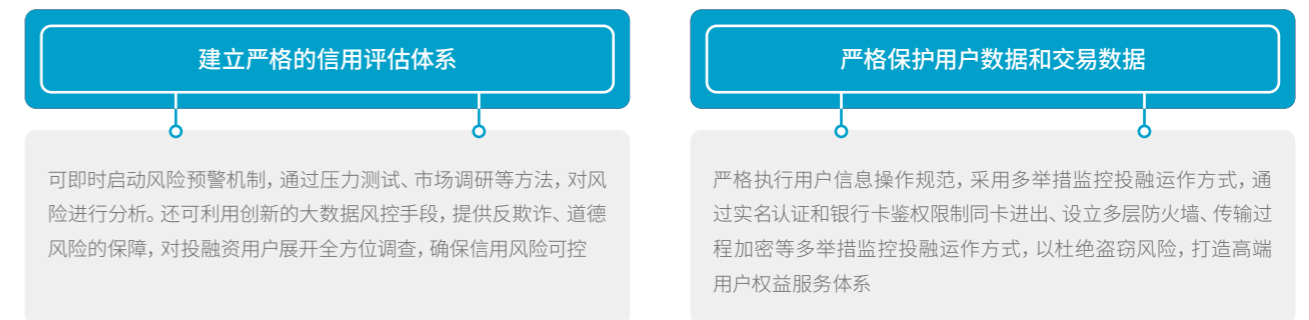 建立严格的信用评估体系
可即时启动风险预警机制，通过压力测试、市场调研等方法，对风
险进行分析。还可利用创新的大数据风控手段，提供反欺诈、道德
风险的保障，对投融资用户展开全方位调查，确保信用风险可控
严格保护用户数据和交易数据
严格执行用户信息操作规范，采用多举措监控投融运作方式，通
过实名认证和银行卡鉴权限制同卡进出、设立多层防火墙、传输过
程加密等多举措监控投融运作方式，以杜绝盗窃风险，打造高端
用户权益服务体系